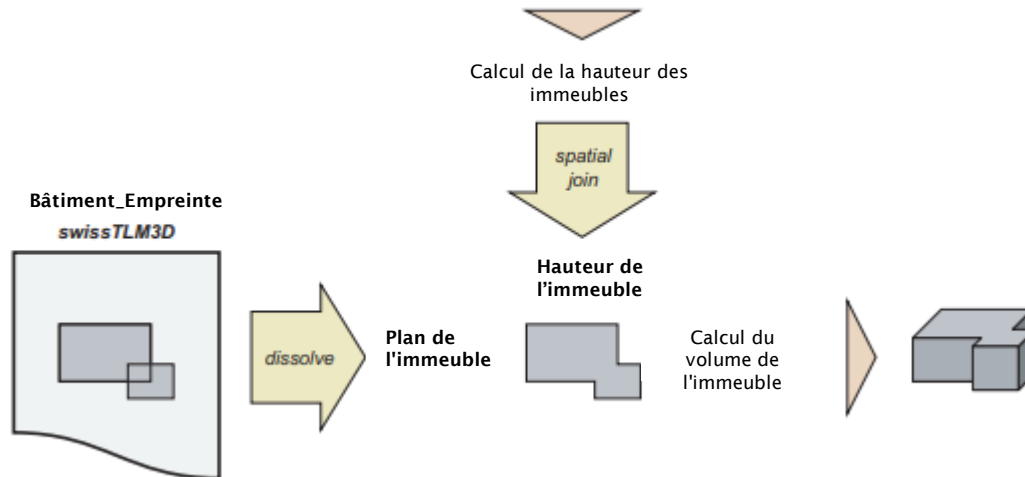 Calcul de la hauteur des
immeubles
spatial
join
Bâtiment_Empreinte
swissTLM3D
Hauteur de
l'immeuble
dissolve
Plan de
l'immeuble
Calcul du
volume de
l'immeuble